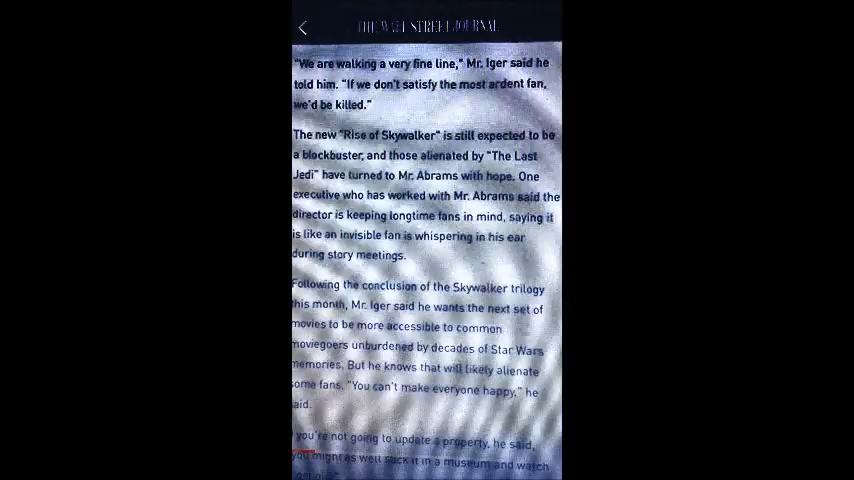 THE WALL STREET JOURNAL
"We are walking a very fine line," Mr. Iger said he
told him. "If we don't satisfy the most ardent fan,
we'd be killed."
The new "Rise of Skywalker" is still expected to be
a blockbuster, and those alienated by "The Last
Jedi" have turned to Mr. Abrams with hope. One
executive who has worked with Mr. Abrams said the
director is keeping longtime fans in mind, saying it
is like an invisible fan is whispering in his ear
during story meetings.
Following the conclusion of the Skywalker trilogy
this month, Mr. Iger said he wants the next set of
movies to be more accessible to common
moviegoers unburdened by decades of Star Wars
memories. But he knows that will likely alienate
some fans. "You can't make everyone happy," he
aid.
you're not going to update a property, he said,
you might as well stick it in a museum and watch